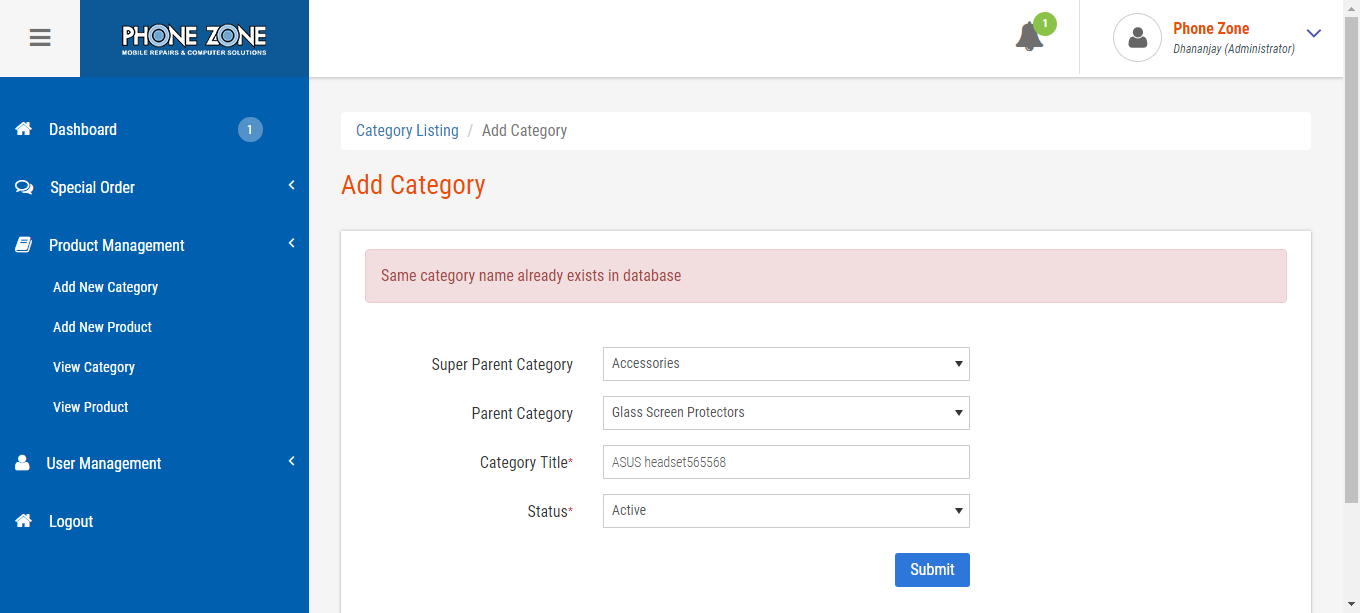 PHONE ZONE
MOBILE REPAIRS & COMPUTER SOLUTIONS
1
Phone Zone
Dhananjay (Administrator)
Dashboard 1
Special Order
Product Management
Add New Category
Add New Product
View Category
View Product
User Management
Logout
Category Listing / Add Category
Add Category
Same category name already exists in database
Super Parent Category Accessories
Parent Category Glass Screen Protectors
Category Title* ASUS headset565568
Status* Active
Submit